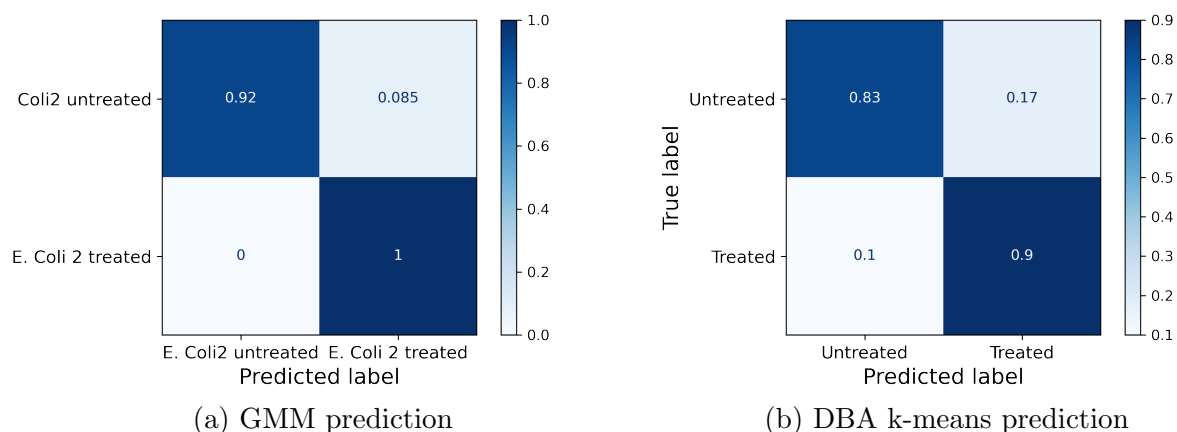 Coli2 untreated
E. Coli 2 treated
0.92
0.085
0
1
E. Coli2 untreated
E. Coli 2 treated
Predicted label
1.0
0.8
0.6
0.4
0.2
0.0
(a) GMM prediction
True label
Untreated
Treated
0.83
0.17
0.1
0.9
Untreated
Treated
Predicted label
0.9
0.8
0.7
0.6
0.5
0.4
0.3
0.2
0.1
(b) DBA k-means prediction